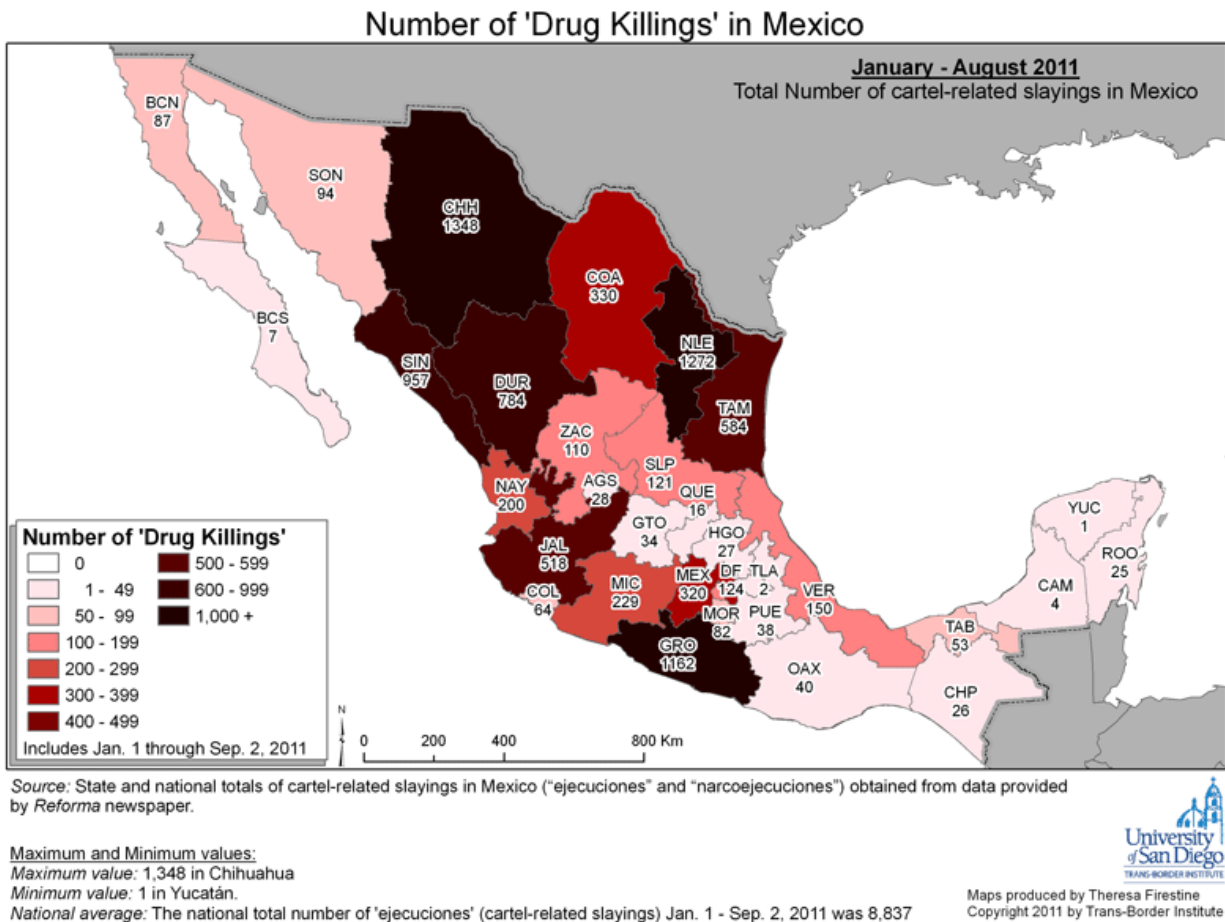 Number of 'Drug Killings' in Mexico
January - August 2011
Total Number of cartel-related slayings in Mexico
BCN
87
SON
94
CHH
1348
COA
330
BCS
7
NLE
1272
SIN
957
DUR
784
TAM
584
ZAC
110
SLP
121
NAY
200
AGS
28
QUE
16
GTO
34
HGO
27
YUC
1
ROO
25
JAL
518
DF
124
TLA
2
CAM
4
COL
64
MIC
229
MEX
320
VER
150
MOR
82
PUE
38
TAB
53
GRO
1162
OAX
40
CHP
26
Number of 'Drug Killings'
0
1 - 49
50 - 99
100 - 199
200 - 299
300 - 399
400 - 499
500 - 599
600 - 999
1,000 +
Includes Jan. 1 through Sep. 2, 2011
N
0 200 400 800 Km
Source: State and national totals of cartel-related slayings in Mexico (“ejecuciones” and “narcoejecuciones”) obtained from data provided
by Reforma newspaper.
Maximum and Minimum values:
Maximum value: 1,348 in Chihuahua
Minimum value: 1 in Yucatán.
National average: The national total number of 'ejecuciones' (cartel-related slayings) Jan. 1 - Sep. 2, 2011 was 8,837
University
of San Diego
TRANS-BORDER INSTITUTE
Maps produced by Theresa Firestine
Copyright 2011 by Trans-Border Institute